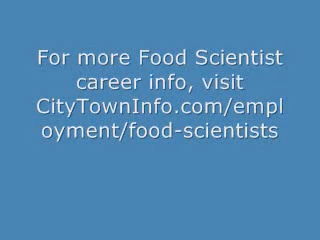 For more Food Scientist
career info, visit
CityTownInfo.com/empl
oyment/food-scientists